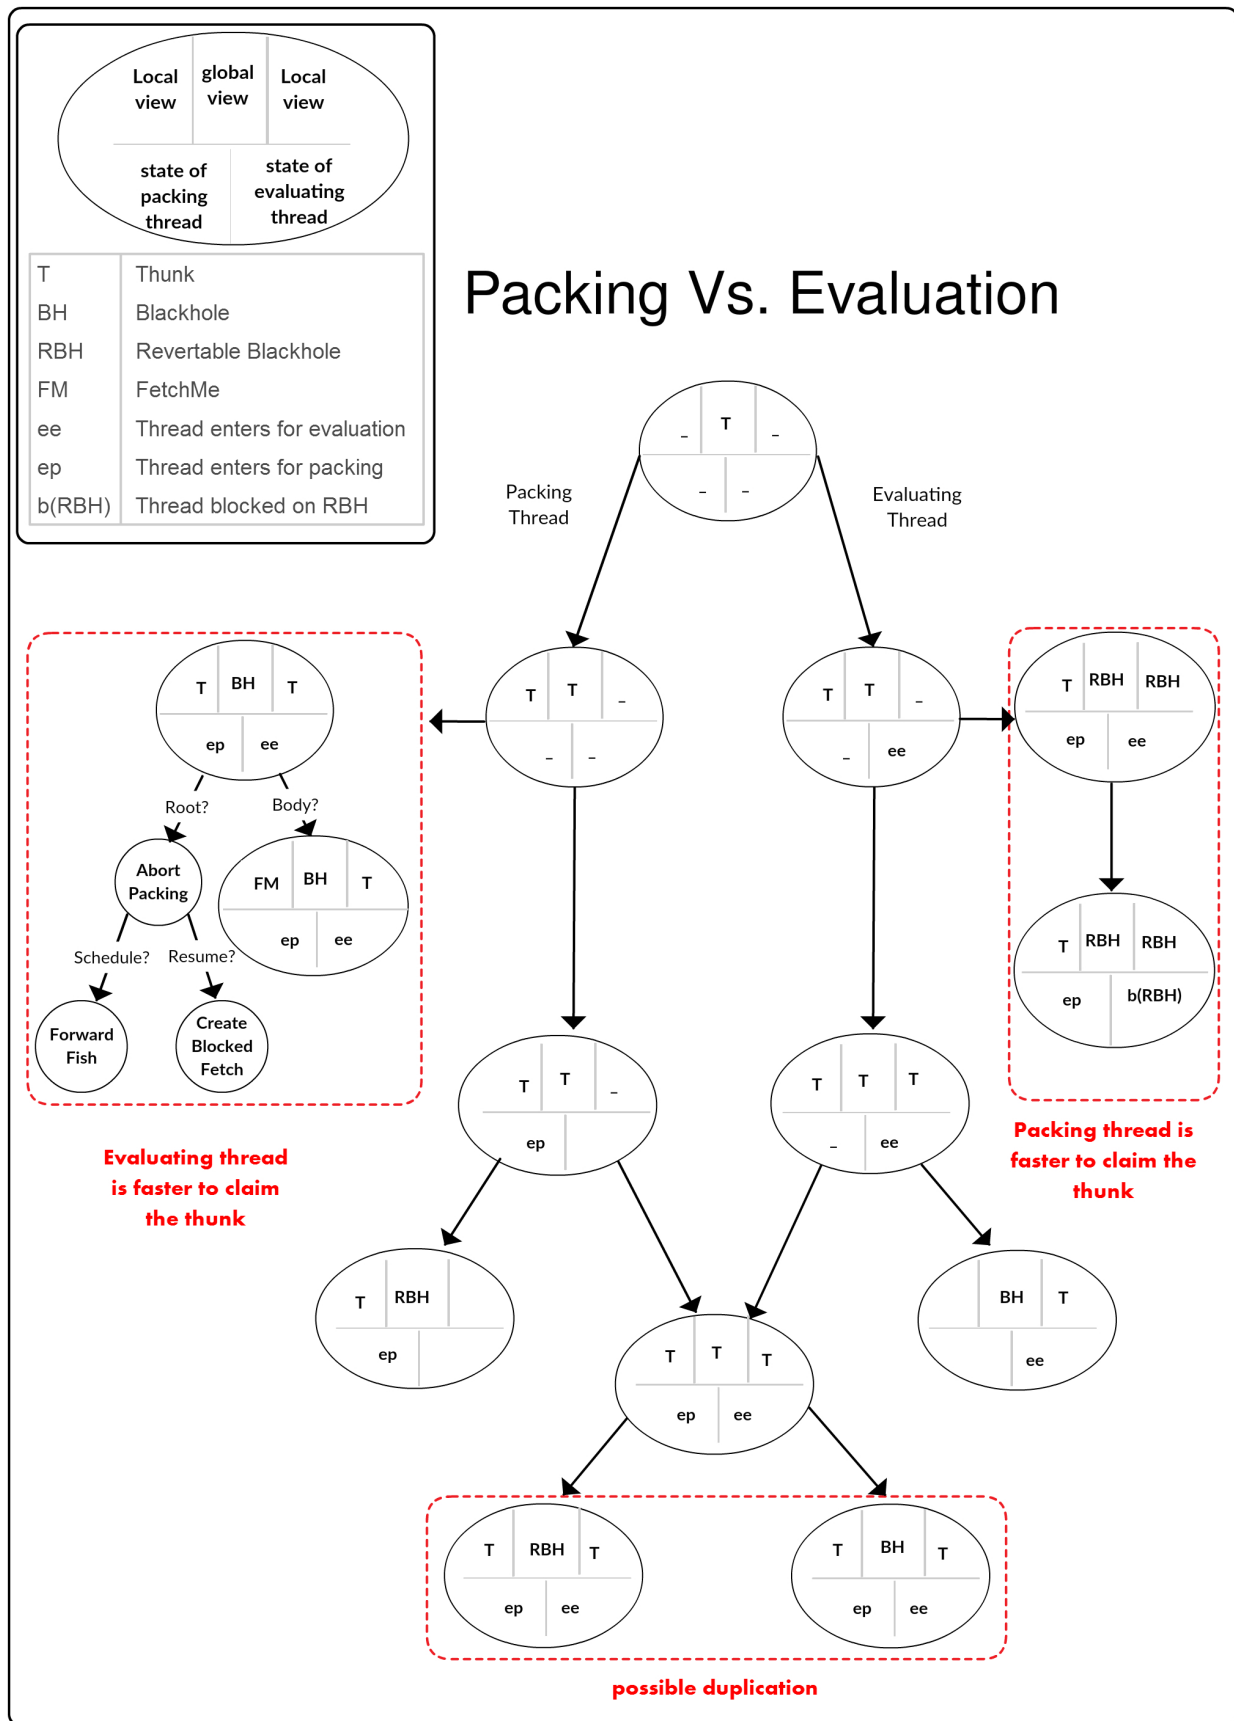 Local view
global view
Local view
state of packing thread
state of evaluating thread
T Thunk
BH Blackhole
RBH Revertable Blackhole
FM FetchMe
ee Thread enters for evaluation
ep Thread enters for packing
b(RBH) Thread blocked on RBH
Packing Vs. Evaluation
– T –
– –
Packing
Thread
Evaluating
Thread
T BH T
ep ee
Root?
Body?
Abort
Packing
FM BH T
ep ee
Schedule?
Resume?
Forward
Fish
Create
Blocked
Fetch
Evaluating thread
is faster to claim
the thunk
T T –
– –
T T –
– ee
T RBH RBH
ep ee
T RBH RBH
ep b(RBH)
Packing thread is
faster to claim the
thunk
T T –
ep
T T T
– ee
T RBH
ep
T T T
ep ee
BH T
ee
T RBH T
ep ee
T BH T
ep ee
possible duplication